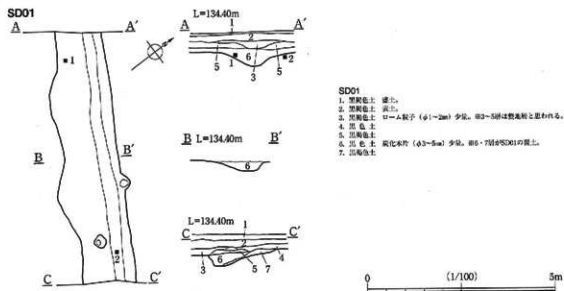 SD01
A A′
L=134.40m
A A′
1
2
5 1 6 2
3 5
1
B B′
L=134.40m
B B′
6
L=134.40m
C C′
1
2
3 6 5 7 4
2
C C′
SD01
1. 黒褐色土 盛土。
2. 黒褐色土 表土。
3. 黒褐色土 ローム粒子(φ1~2㎜)少量。※3~5層は整地層と思われる。
4. 黒色土
5. 黒褐色土
6. 黒色土 炭化木片(φ3~5㎜)少量。※6・7層がSD01の覆土。
7. 黒褐色土
0 (1/100) 5m